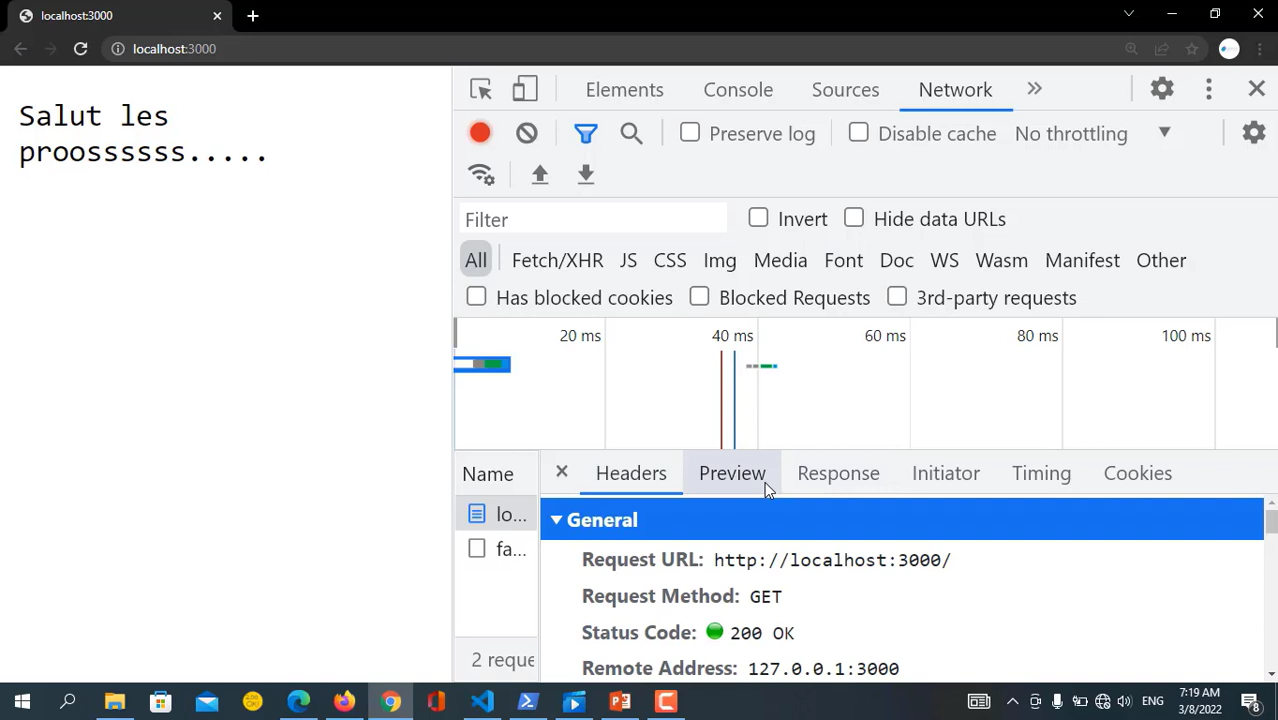 localhost:3000
localhost:3000
Salut les
proossssss.....
Elements Console Sources Network
Preserve log Disable cache No throttling
Filter Invert Hide data URLs
All Fetch/XHR JS CSS Img Media Font Doc WS Wasm Manifest Other
Has blocked cookies Blocked Requests 3rd-party requests
20 ms 40 ms 60 ms 80 ms 100 ms
Name Headers Preview Response Initiator Timing Cookies
lo...
fa...
General
Request URL: http://localhost:3000/
Request Method: GET
Status Code: 200 OK
Remote Address: 127.0.0.1:3000
2 reque
ENG
7:19 AM
3/8/2022
8